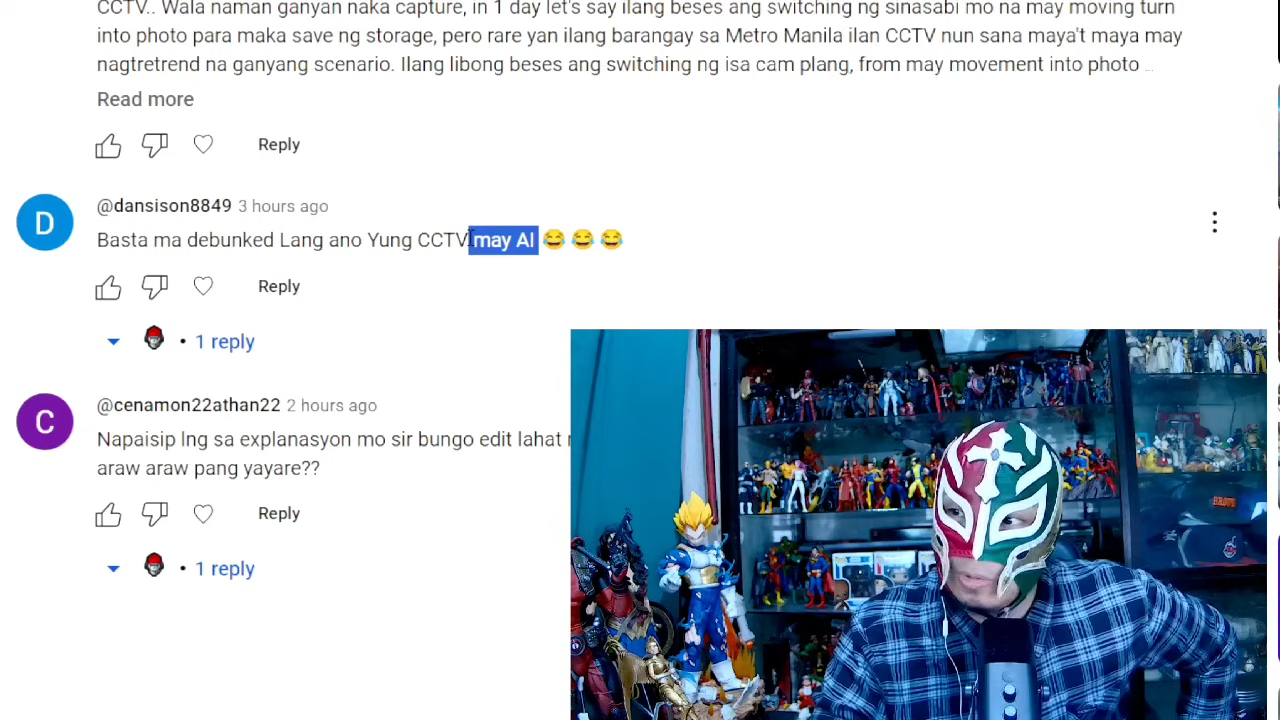 CCTV.. Wala naman ganyan naka capture, in 1 day let's say ilang beses ang switching ng sinasabi mo na may moving turn
into photo para maka save ng storage, pero rare yan ilang barangay sa Metro Manila ilan CCTV nun sana maya't maya may
nagtretrend na ganyang scenario. Ilang libong beses ang switching ng isa cam plang, from may movement into photo ...
Read more
Reply
D
@dansison8849 3 hours ago
Basta ma debunked Lang ano Yung CCTV may AI 😂 😂 😂
Reply
• 1 reply
C
@cenamon22athan22 2 hours ago
Napaisip lng sa explanasyon mo sir bungo edit lahat
araw araw pang yayare??
Reply
• 1 reply